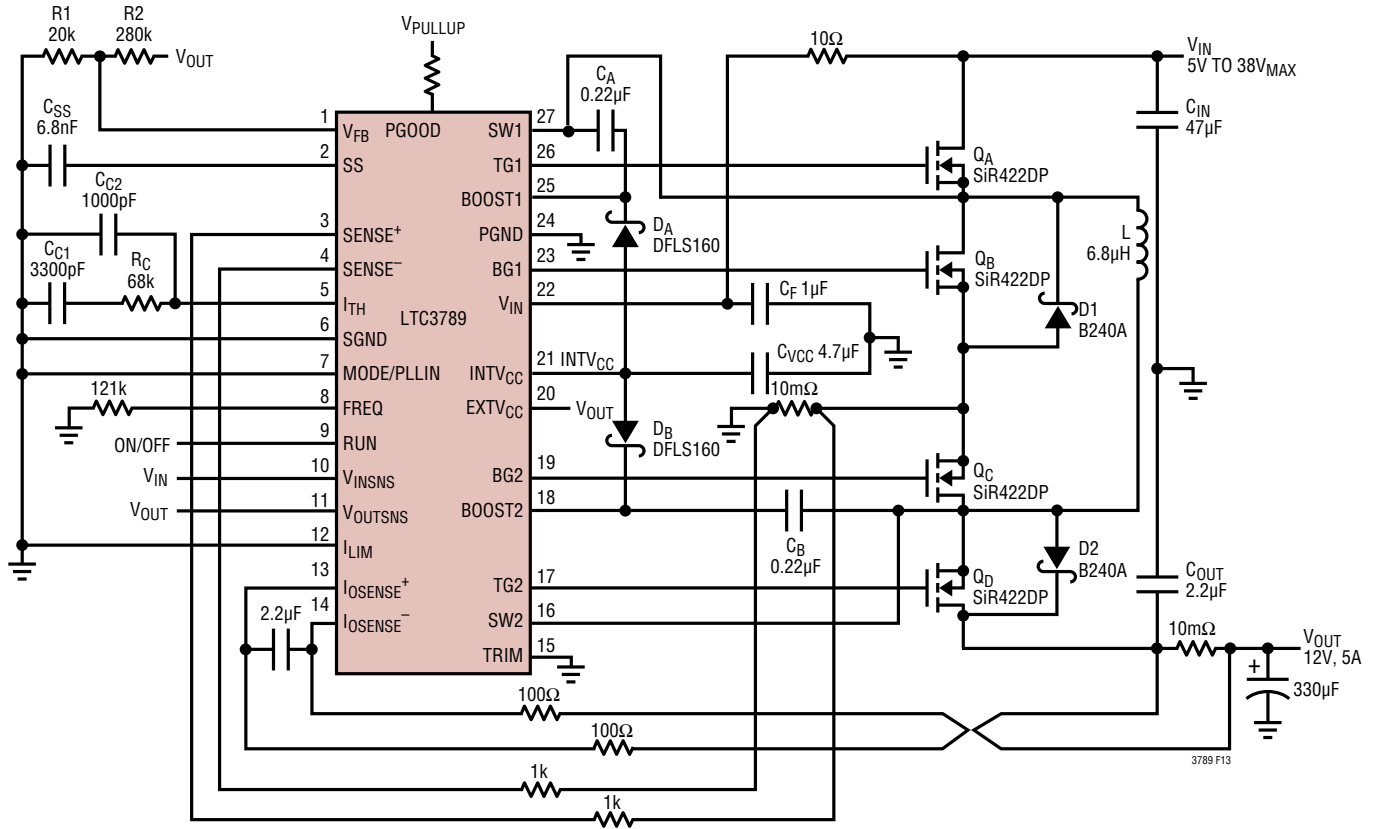 R1
20k
R2
280k
VOUT
VPULLUP
10Ω
VIN
5V TO 38VMAX
CSS
6.8nF
CA
0.22µF
CIN
47µF
1
VFB
PGOOD
SW1
27
2
SS
TG1
26
QA
SiR422DP
CC2
1000pF
BOOST1
25
3
SENSE+
PGND
24
DA
DFLS160
L
6.8µH
CC1
3300pF
RC
68k
4
SENSE–
BG1
23
QB
SiR422DP
5
ITH
VIN
22
CF 1µF
D1
B240A
LTC3789
6
SGND
7
MODE/PLLIN
INTVCC
21 INTVCC
CVCC 4.7µF
121k
8
FREQ
EXTVCC
20
VOUT
10mΩ
ON/OFF
9
RUN
DB
DFLS160
VIN
10
VINSNS
BG2
19
QC
SiR422DP
VOUT
11
VOUTSNS
BOOST2
18
12
ILIM
CB
0.22µF
D2
B240A
13
IOSENSE+
TG2
17
QD
SiR422DP
COUT
2.2µF
2.2µF
14
IOSENSE–
SW2
16
TRIM
15
10mΩ
VOUT
12V, 5A
+
330µF
100Ω
100Ω
1k
1k
3789 F13